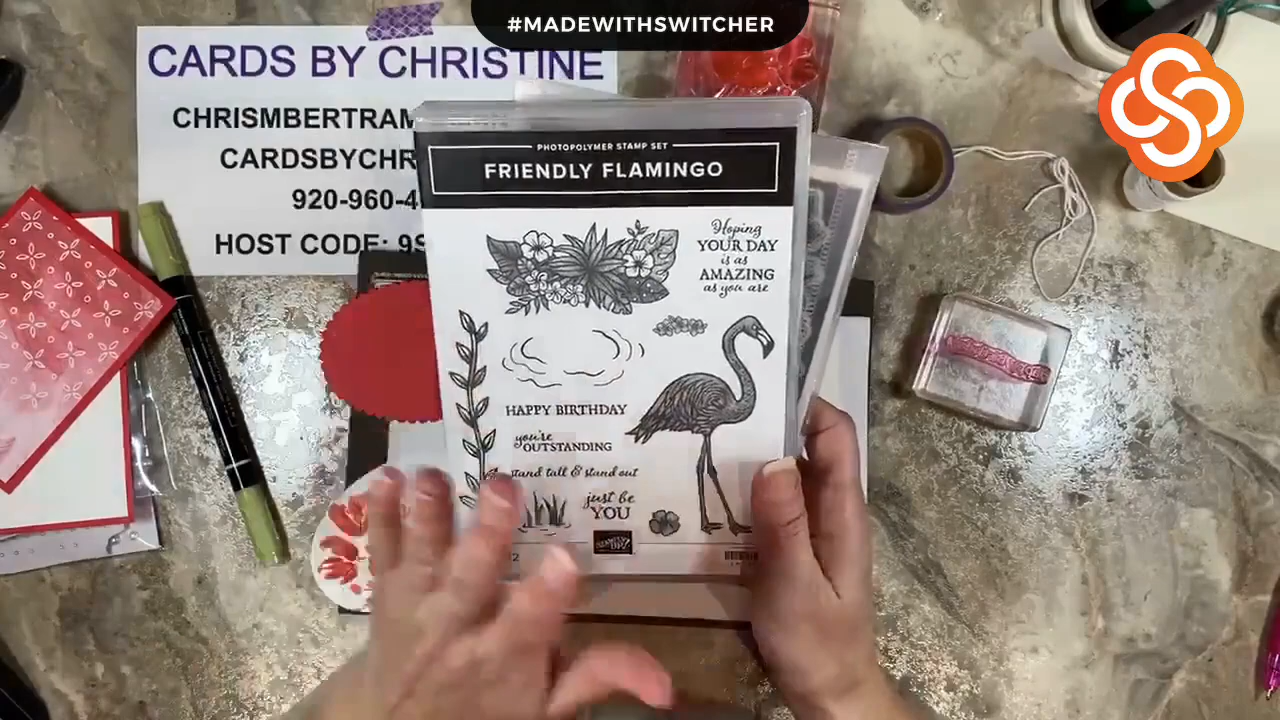 #MADEWITHSWITCHER
CARDS BY CHRISTINE
CHRISMBERTRAM
CARDSBYCHR
920-960-4
HOST CODE: 9
PHOTOPOLYMER STAMP SET
FRIENDLY FLAMINGO
Hoping
YOUR DAY
is as
AMAZING
as you are
HAPPY BIRTHDAY
you're
OUTSTANDING
stand tall & stand out
just be
YOU
STAMPIN' UP!